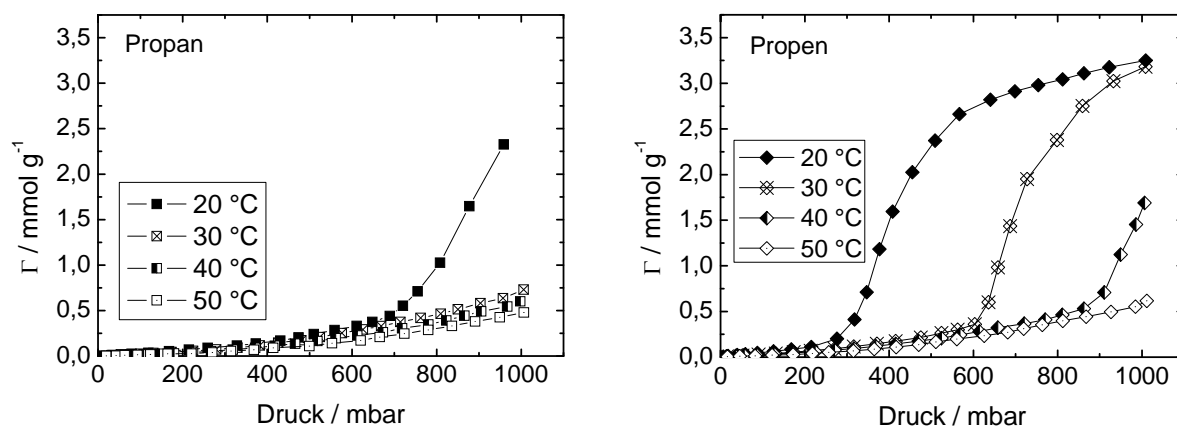 Propan
3,5
3,0
2,5
2,0
1,5
1,0
0,5
0,0
Γ / mmol g⁻¹
20 °C
30 °C
40 °C
50 °C
0 200 400 600 800 1000
Druck / mbar
Propen
3,5
3,0
2,5
2,0
1,5
1,0
0,5
0,0
Γ / mmol g⁻¹
20 °C
30 °C
40 °C
50 °C
0 200 400 600 800 1000
Druck / mbar